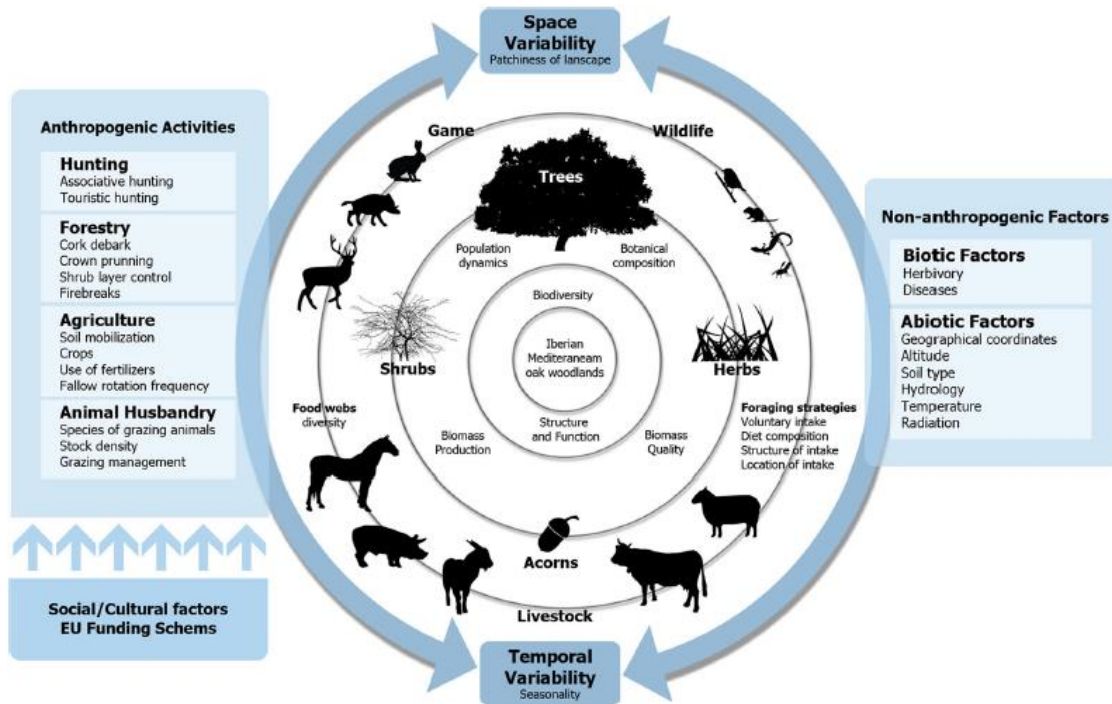 Space
Variability
Patchiness of lanscape
Anthropogenic Activities
Hunting
Associative hunting
Touristic hunting
Forestry
Cork debark
Crown prunning
Shrub layer control
Firebreaks
Agriculture
Soil mobilization
Crops
Use of fertilizers
Fallow rotation frequency
Animal Husbandry
Species of grazing animals
Stock density
Grazing management
Social/Cultural factors
EU Funding Schems
Game
Wildlife
Trees
Population
dynamics
Botanical
composition
Biodiversity
Iberian
Mediteraneam
oak woodlands
Shrubs
Herbs
Food webs
diversity
Structure
and Function
Biomass
Production
Biomass
Quality
Foraging strategies
Voluntary intake
Diet composition
Structure of intake
Location of intake
Acorns
Livestock
Non-anthropogenic Factors
Biotic Factors
Herbivory
Diseases
Abiotic Factors
Geographical coordinates
Altitude
Soil type
Hydrology
Temperature
Radiation
Temporal
Variability
Seasonality